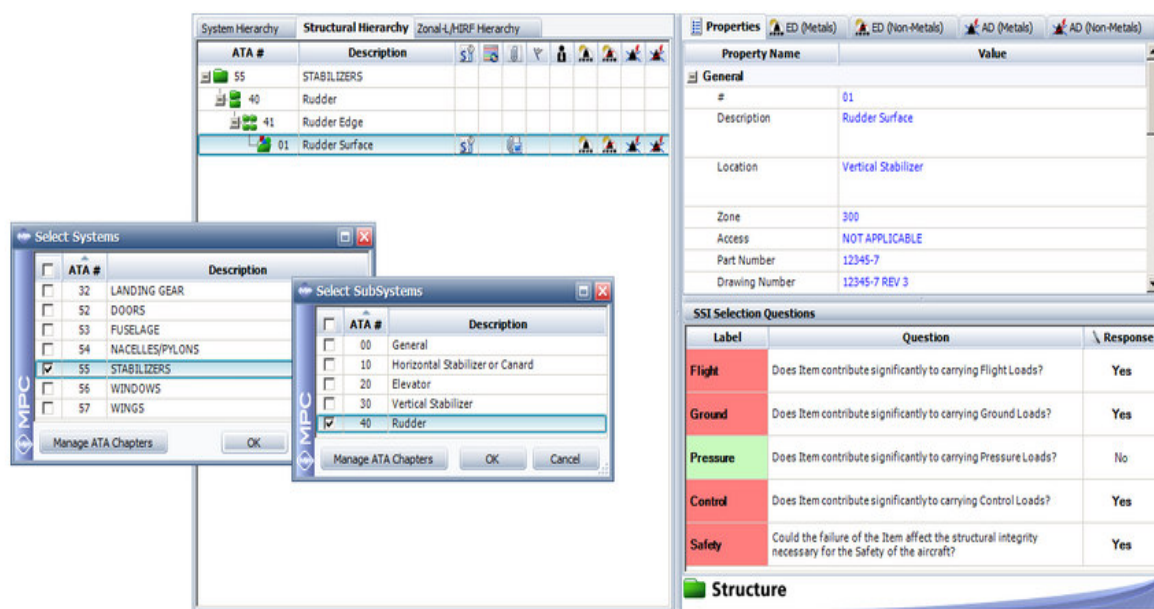 System Hierarchy Structural Hierarchy Zonal-L/HIRF Hierarchy
ATA # Description
55 STABILIZERS
40 Rudder
41 Rudder Edge
01 Rudder Surface
Select Systems
ATA # Description
32 LANDING GEAR
52 DOORS
53 FUSELAGE
54 NACELLES/PYLONS
55 STABILIZERS
56 WINDOWS
57 WINGS
MPC
Manage ATA Chapters OK
Select SubSystems
ATA # Description
00 General
10 Horizontal Stabilizer or Canard
20 Elevator
30 Vertical Stabilizer
40 Rudder
MPC
Manage ATA Chapters OK Cancel
Properties ED (Metals) ED (Non-Metals) AD (Metals) AD (Non-Metals)
Property Name Value
General
# 01
Description Rudder Surface
Location Vertical Stabilizer
Zone 300
Access NOT APPLICABLE
Part Number 12345-7
Drawing Number 12345-7 REV 3
SSI Selection Questions
Label Question Response
Flight Does Item contribute significantly to carrying Flight Loads? Yes
Ground Does Item contribute significantly to carrying Ground Loads? Yes
Pressure Does Item contribute significantly to carrying Pressure Loads? No
Control Does Item contribute significantly to carrying Control Loads? Yes
Safety Could the failure of the Item affect the structural integrity
necessary for the Safety of the aircraft? Yes
Structure